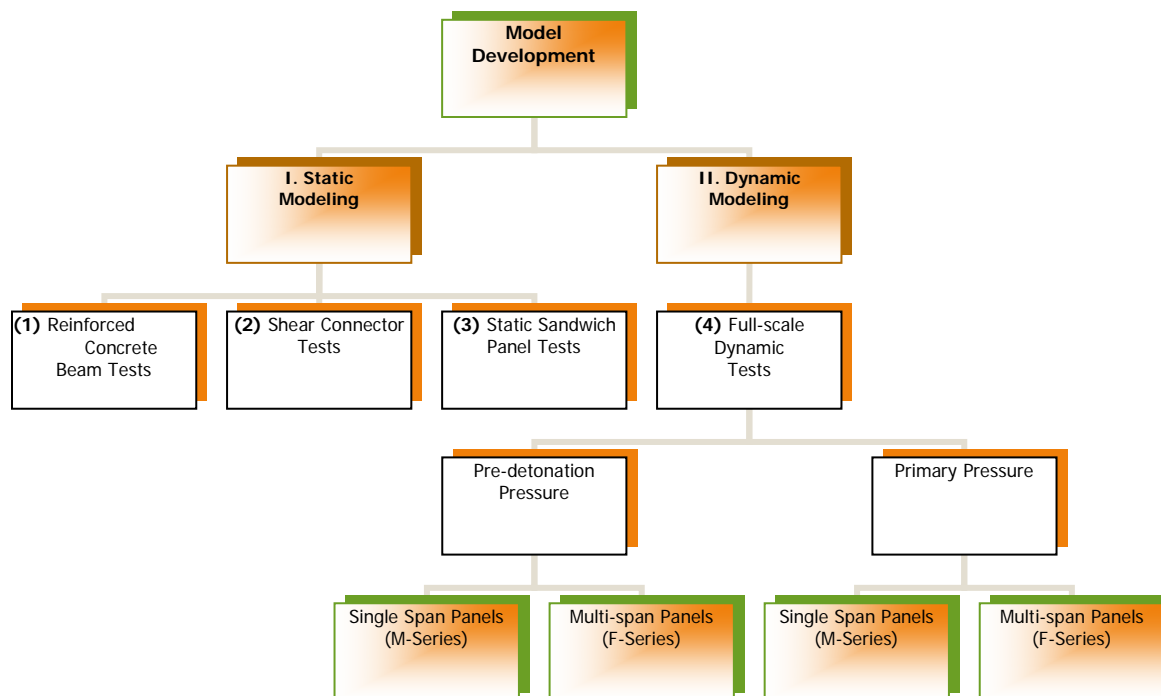 Model
Development
I. Static
Modeling
II. Dynamic
Modeling
(1) Reinforced
Concrete
Beam Tests
(2) Shear Connector
Tests
(3) Static Sandwich
Panel Tests
(4) Full-scale
Dynamic
Tests
Pre-detonation
Pressure
Primary Pressure
Single Span Panels
(M-Series)
Multi-span Panels
(F-Series)
Single Span Panels
(M-Series)
Multi-span Panels
(F-Series)